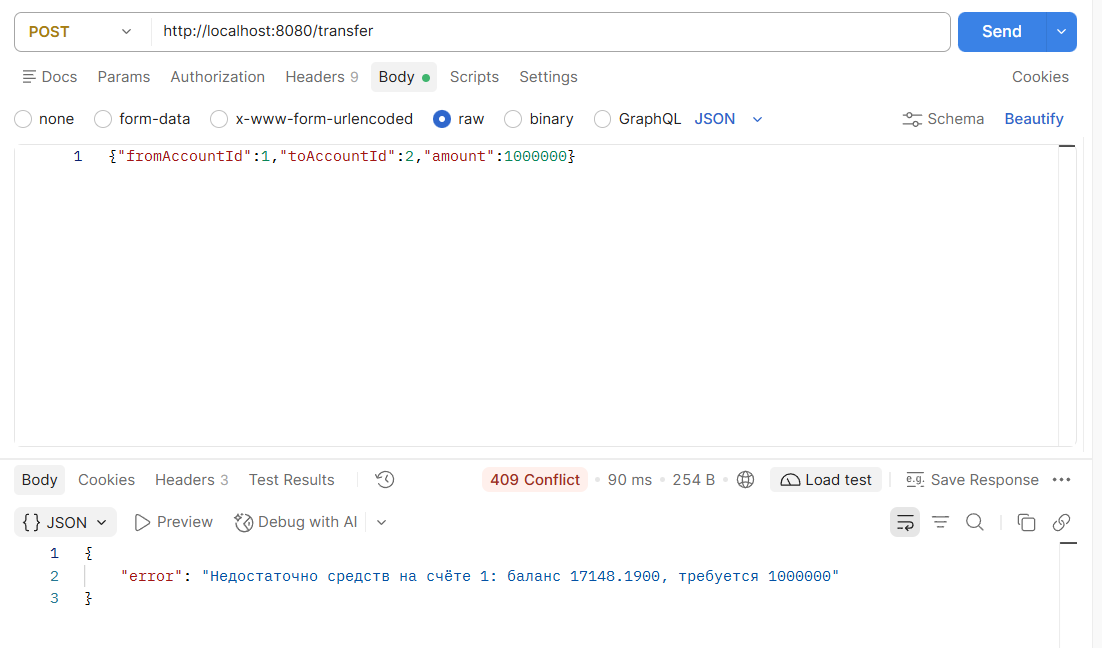 POST http://localhost:8080/transfer Send
Docs Params Authorization Headers 9 Body Scripts Settings Cookies
none form-data x-www-form-urlencoded raw binary GraphQL JSON Schema Beautify
1 {"fromAccountId":1,"toAccountId":2,"amount":1000000}
Body Cookies Headers 3 Test Results 409 Conflict • 90 ms • 254 B • Load test e.g. Save Response
{} JSON Preview Debug with AI
1 {
2 "error": "Недостаточно средств на счёте 1: баланс 17148.1900, требуется 1000000"
3 }